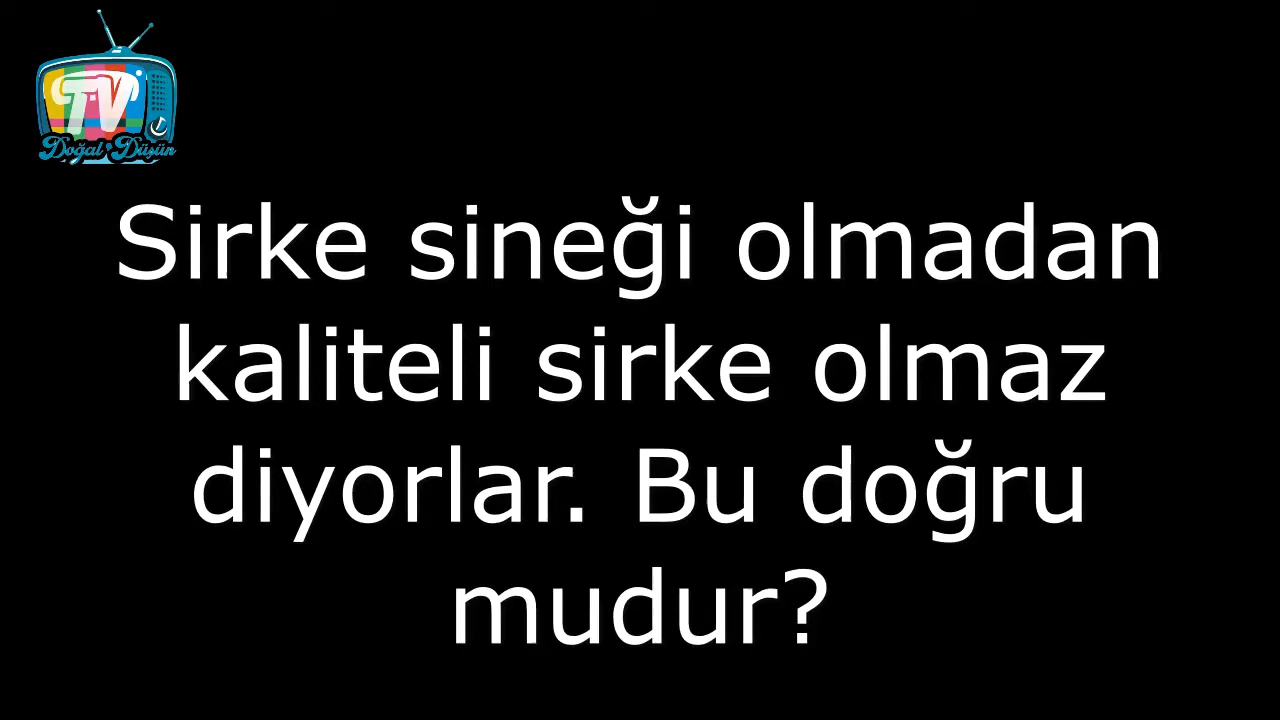 TV
Doğal Düşün
Sirke sineği olmadan
kaliteli sirke olmaz
diyorlar. Bu doğru
mudur?